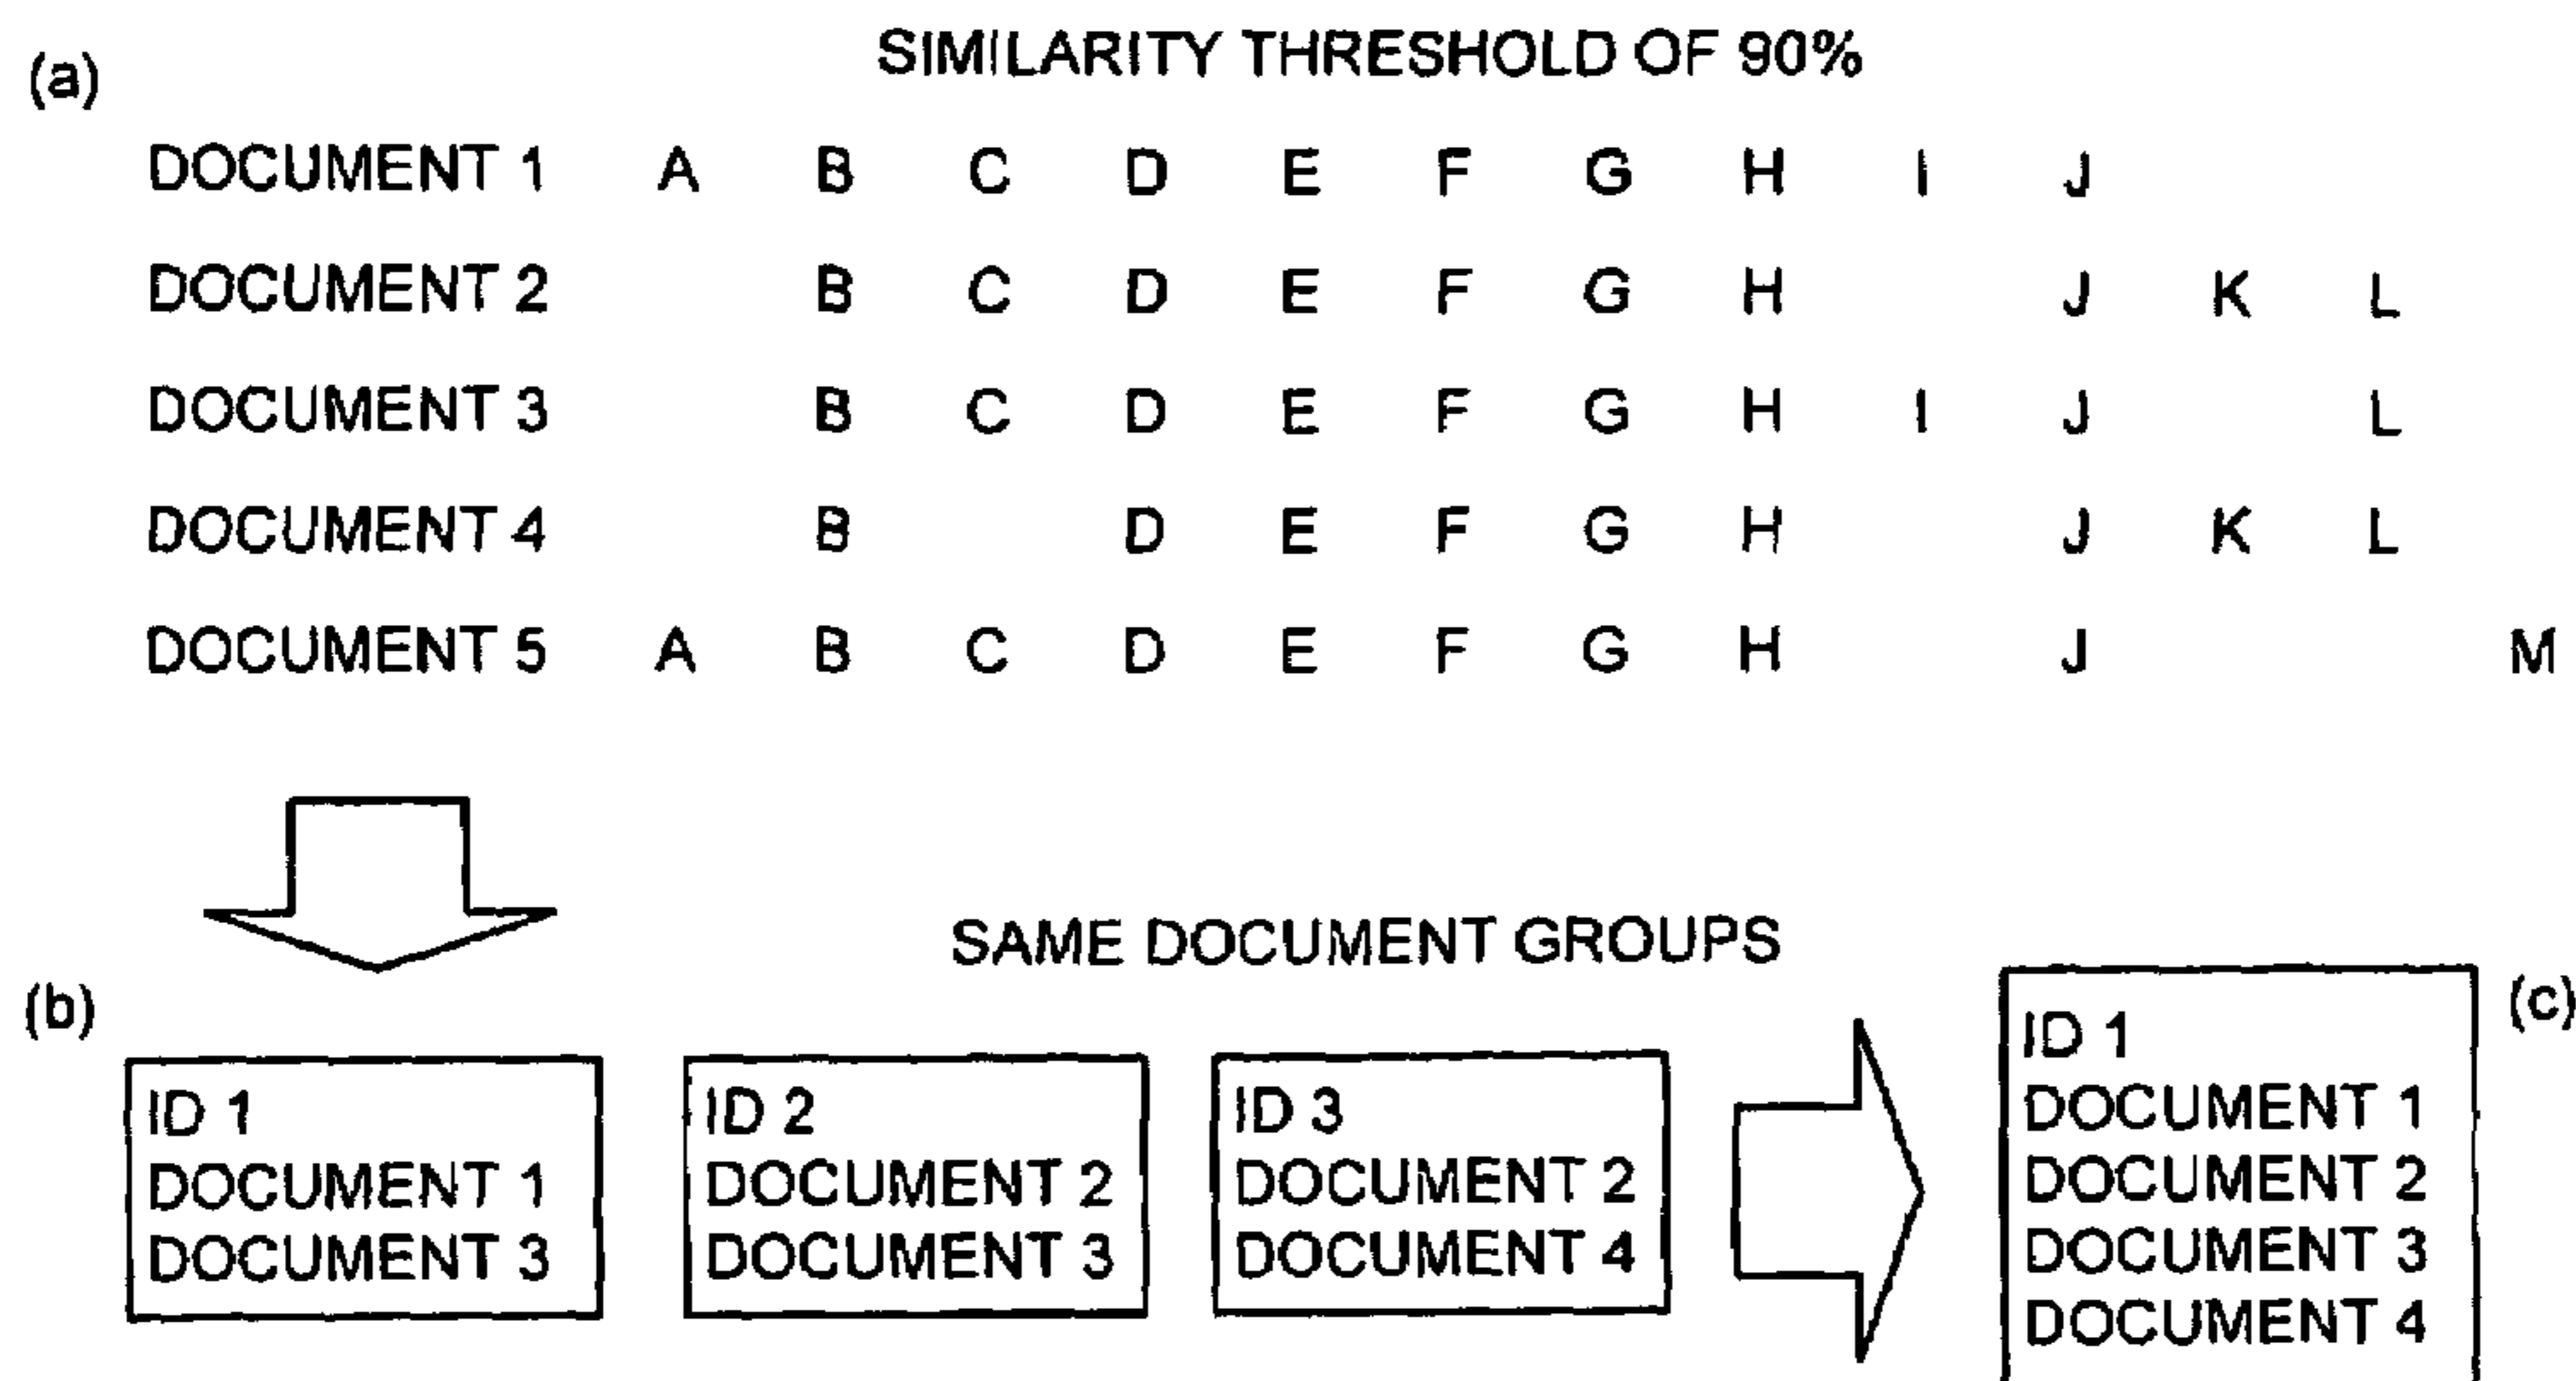 (a)
SIMILARITY THRESHOLD OF 90%
DOCUMENT 1 A B C D E F G H I J
DOCUMENT 2 B C D E F G H J K L
DOCUMENT 3 B C D E F G H I J L
DOCUMENT 4 B D E F G H J K L
DOCUMENT 5 A B C D E F G H J M
SAME DOCUMENT GROUPS
(b)
ID 1
DOCUMENT 1
DOCUMENT 3
ID 2
DOCUMENT 2
DOCUMENT 3
ID 3
DOCUMENT 2
DOCUMENT 4
(c)
ID 1
DOCUMENT 1
DOCUMENT 2
DOCUMENT 3
DOCUMENT 4